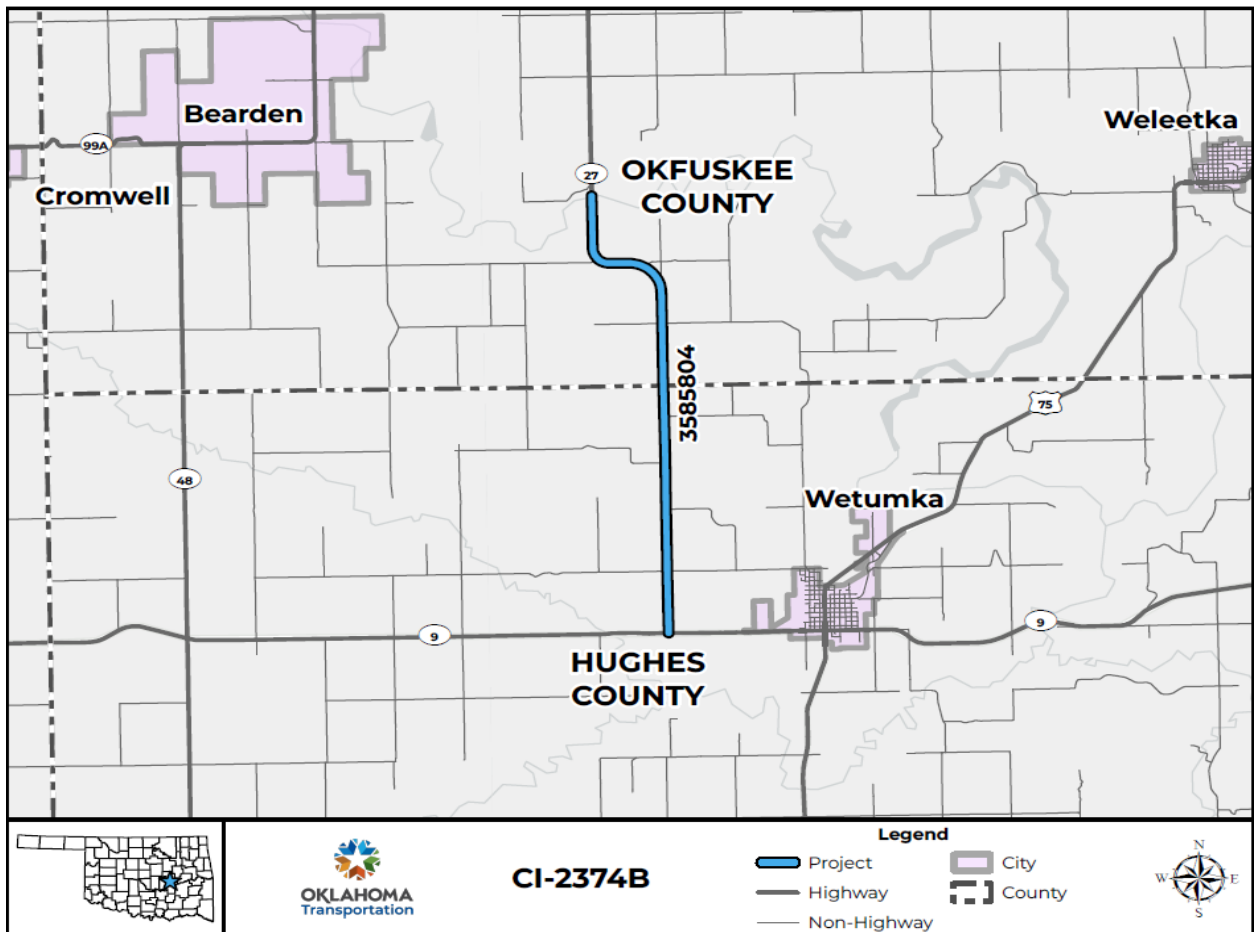 Bearden
Weleetka
99A
Cromwell
27
OKFUSKEE
COUNTY
3585804
75
48
Wetumka
9
9
HUGHES
COUNTY
OKLAHOMA
Transportation
CI-2374B
Legend
Project
City
Highway
County
Non-Highway
N
W
E
S